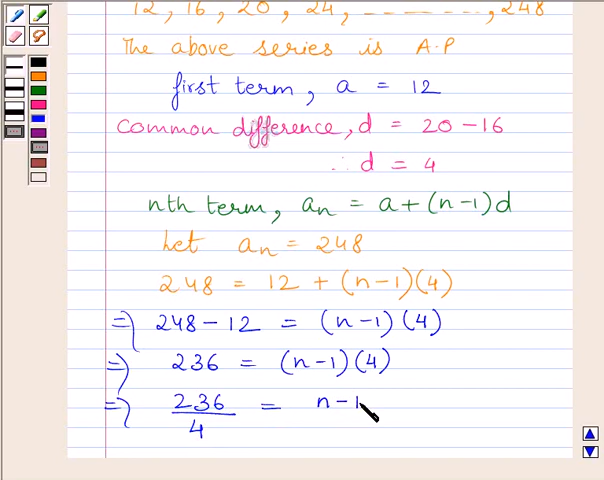 12, 16, 20, 24, _ _ _ _ _ _ _, 248
The above series is A.P
first term, a = 12
common difference, d = 20 - 16
∴ d = 4
nth term, an = a + (n-1)d
Let an = 248
248 = 12 + (n-1)(4)
⇒ 248 - 12 = (n-1)(4)
⇒ 236 = (n-1)(4)
⇒ 236/4 = n-1